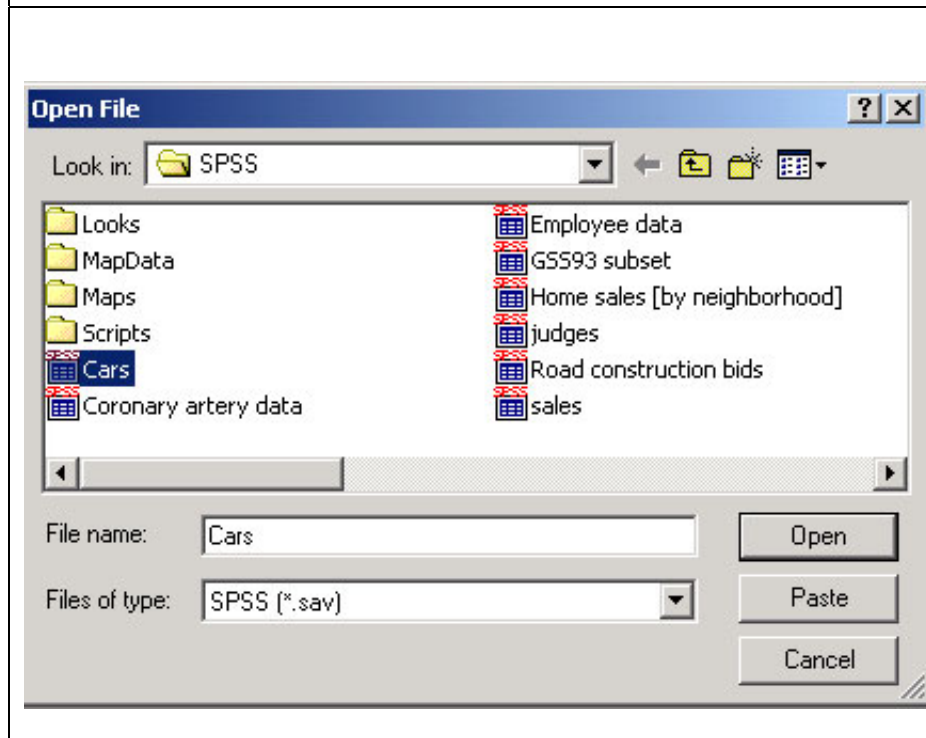 Open File
Look in: SPSS
Looks
MapData
Maps
Scripts
Cars
Coronary artery data
Employee data
GSS93 subset
Home sales [by neighborhood]
judges
Road construction bids
sales
File name: Cars Open
Files of type: SPSS (*.sav) Paste
Cancel